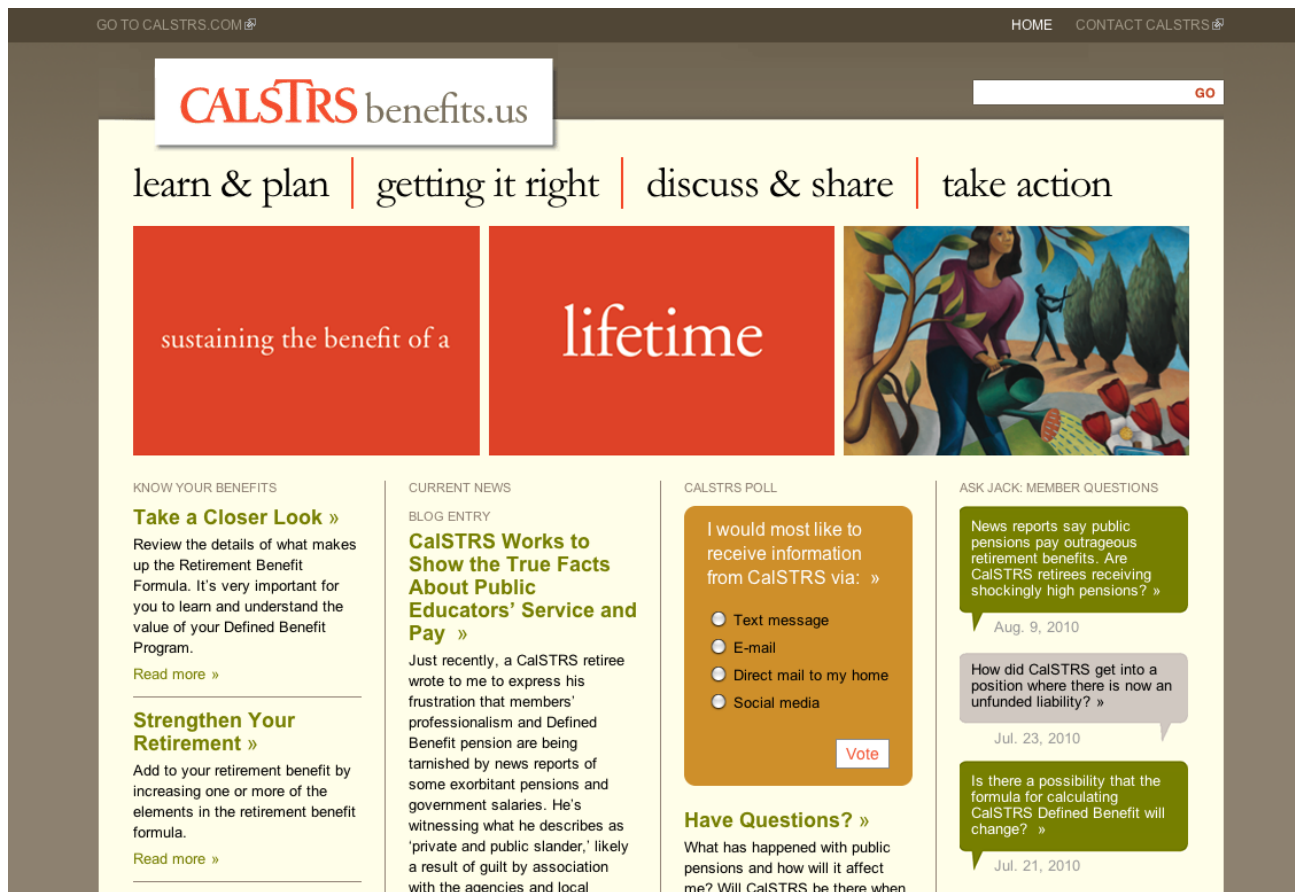 GO TO CALSTRS.COM
HOME
CONTACT CALSTRS
CALSTRS benefits.us
GO
learn & plan
getting it right
discuss & share
take action
sustaining the benefit of a
lifetime
KNOW YOUR BENEFITS
Take a Closer Look »
Review the details of what makes
up the Retirement Benefit
Formula. It's very important for
you to learn and understand the
value of your Defined Benefit
Program.
Read more »
Strengthen Your
Retirement »
Add to your retirement benefit by
increasing one or more of the
elements in the retirement benefit
formula.
Read more »
CURRENT NEWS
BLOG ENTRY
CalSTRS Works to
Show the True Facts
About Public
Educators' Service and
Pay »
Just recently, a CalSTRS retiree
wrote to me to express his
frustration that members'
professionalism and Defined
Benefit pension are being
tarnished by news reports of
some exorbitant pensions and
government salaries. He's
witnessing what he describes as
'private and public slander,' likely
a result of guilt by association
with the agencies and local
CALSTRS POLL
I would most like to
receive information
from CalSTRS via: »
Text message
E-mail
Direct mail to my home
Social media
Vote
Have Questions? »
What has happened with public
pensions and how will it affect
me? Will CalSTRS be there when
ASK JACK: MEMBER QUESTIONS
News reports say public
pensions pay outrageous
retirement benefits. Are
CalSTRS retirees receiving
shockingly high pensions? »
Aug. 9, 2010
How did CalSTRS get into a
position where there is now an
unfunded liability? »
Jul. 23, 2010
Is there a possibility that the
formula for calculating
CalSTRS Defined Benefit will
change? »
Jul. 21, 2010